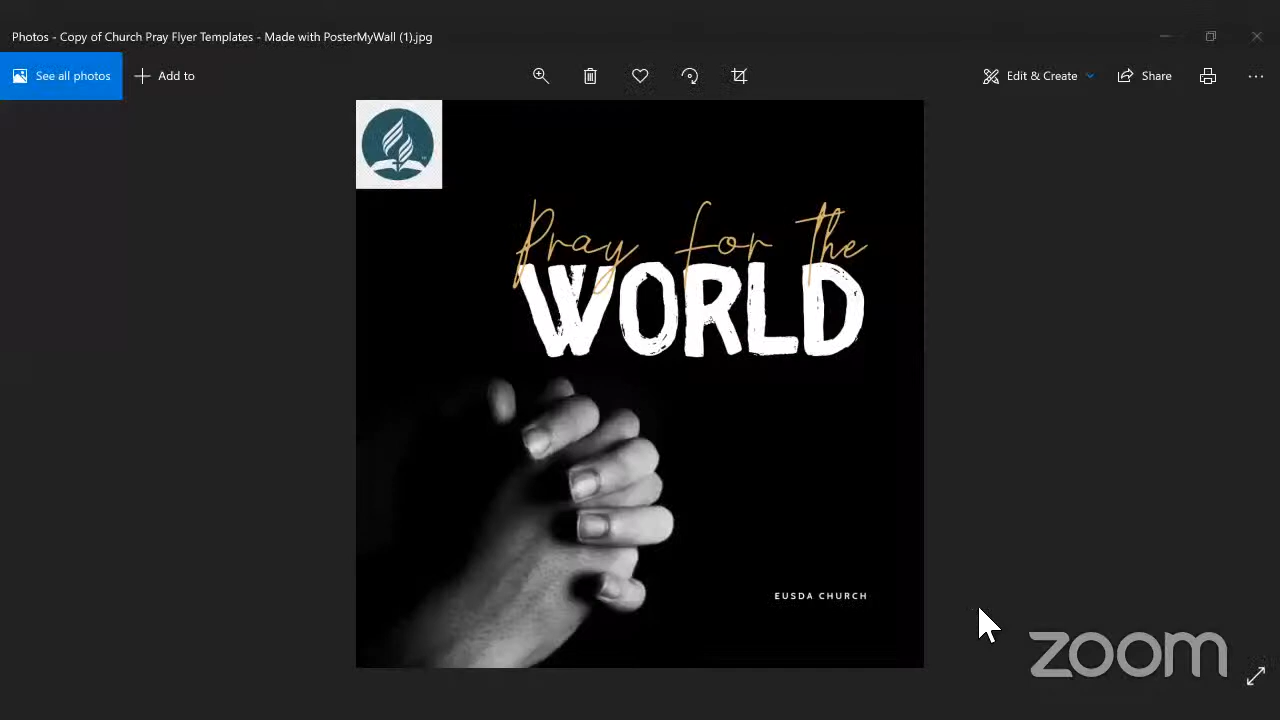 Photos - Copy of Church Pray Flyer Templates - Made with PosterMyWall (1).jpg
See all photos
Add to
Edit & Create
Share
Pray for the
WORLD
EUSDA CHURCH
zoom